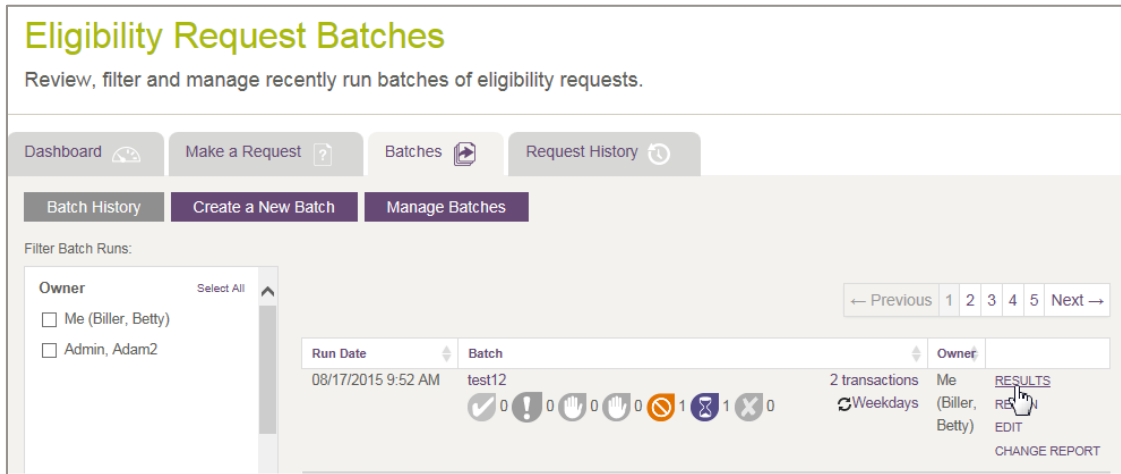 Eligibility Request Batches
Review, filter and manage recently run batches of eligibility requests.
Dashboard Make a Request ? Batches Request History
Batch History Create a New Batch Manage Batches
Filter Batch Runs:
Owner Select All
Me (Biller, Betty)
Admin, Adam2
← Previous 1 2 3 4 5 Next →
Run Date Batch Owner
08/17/2015 9:52 AM test12 2 transactions Me RESULTS
0 ! 0 0 0 1 1 0 Weekdays (Biller,
Betty) EDIT
CHANGE REPORT